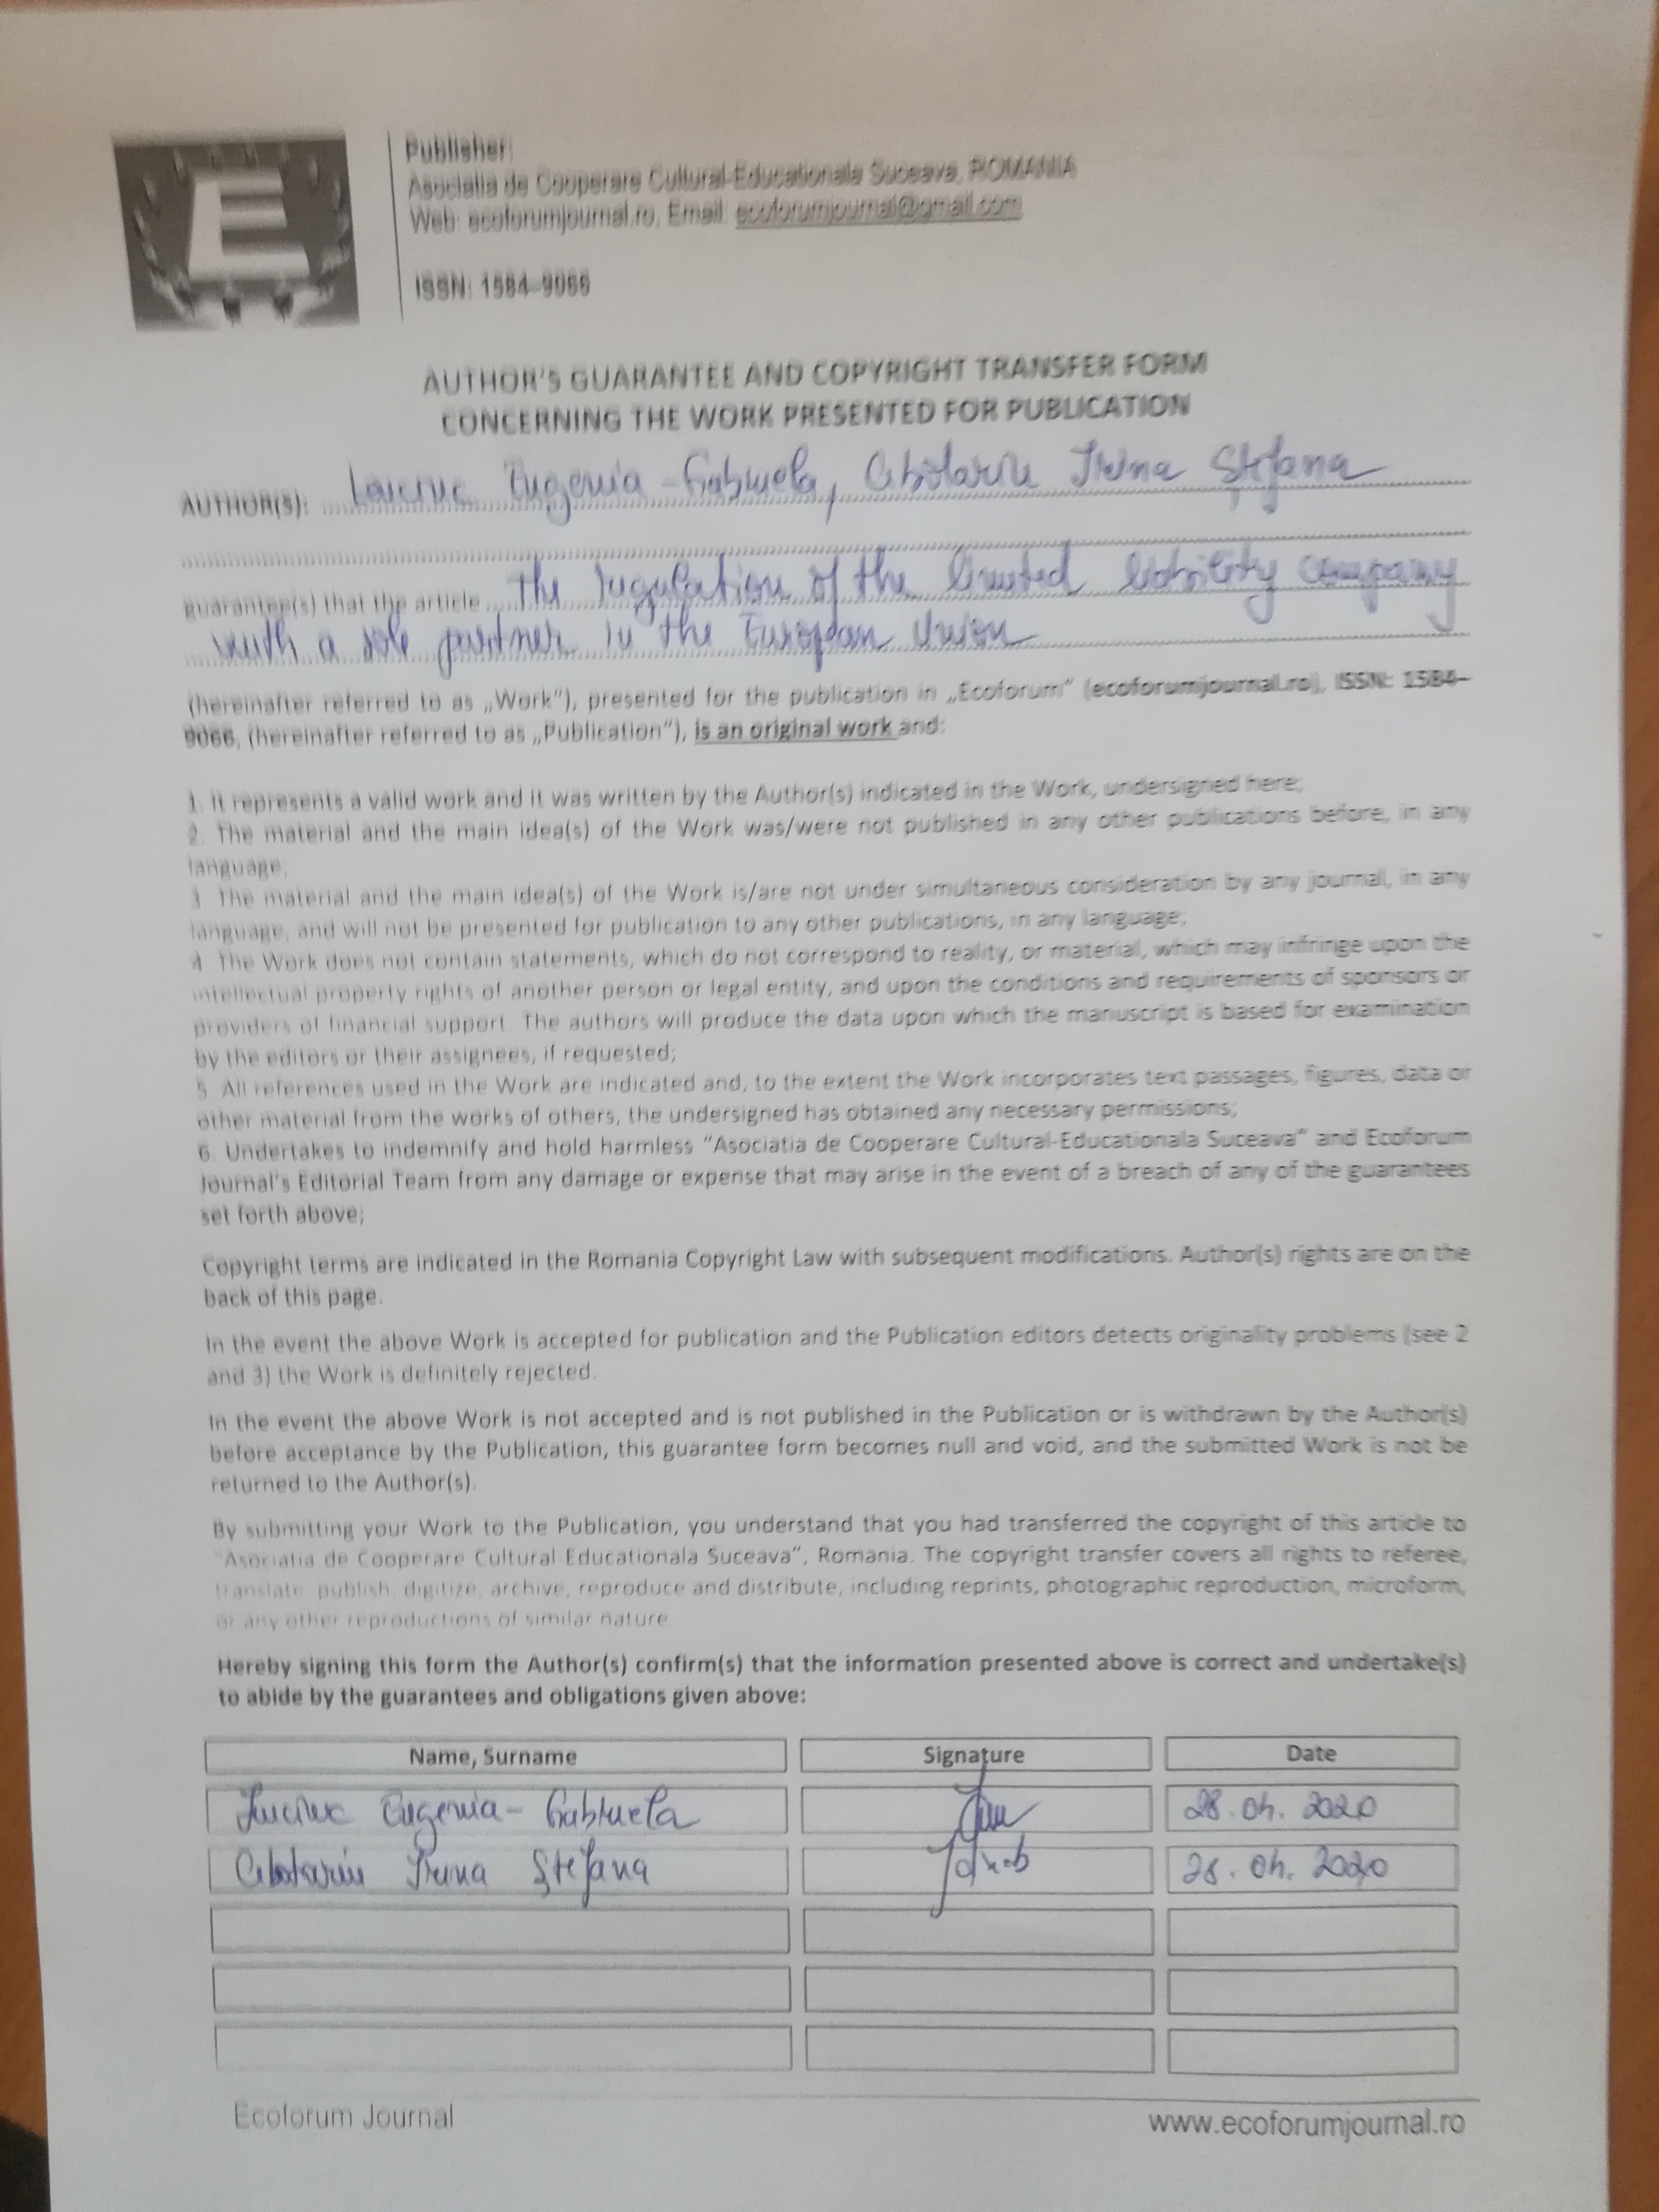 E
Publisher:
Asociatia de Cooperare Cultural-Educationala Suceava, ROMANIA
Web: ecoforumjournal.ro, Email: ecoforumjournal@gmail.com
ISSN: 1584-9066
AUTHOR'S GUARANTEE AND COPYRIGHT TRANSFER FORM
CONCERNING THE WORK PRESENTED FOR PUBLICATION
AUTHOR(S): Eugenia-Gabriela, Irina Ștefana
guarantee(s) that the article The regulation of the limited liability company
with a sole partner in the European Union
(hereinafter referred to as „Work"), presented for the publication in „Ecoforum" (ecoforumjournal.ro), ISSN: 1584–
9066, (hereinafter referred to as „Publication"), is an original work and:
1. It represents a valid work and it was written by the Author(s) indicated in the Work, undersigned here;
2. The material and the main idea(s) of the Work was/were not published in any other publications before, in any
language;
3. The material and the main idea(s) of the Work is/are not under simultaneous consideration by any journal, in any
language, and will not be presented for publication to any other publications, in any language;
4. The Work does not contain statements, which do not correspond to reality, or material, which may infringe upon the
intellectual property rights of another person or legal entity, and upon the conditions and requirements of sponsors or
providers of financial support. The authors will produce the data upon which the manuscript is based for examination
by the editors or their assignees, if requested;
5. All references used in the Work are indicated and, to the extent the Work incorporates text passages, figures, data or
other material from the works of others, the undersigned has obtained any necessary permissions;
6. Undertakes to indemnify and hold harmless "Asociatia de Cooperare Cultural-Educationala Suceava" and Ecoforum
Journal's Editorial Team from any damage or expense that may arise in the event of a breach of any of the guarantees
set forth above;
Copyright terms are indicated in the Romania Copyright Law with subsequent modifications. Author(s) rights are on the
back of this page.
In the event the above Work is accepted for publication and the Publication editors detects originality problems (see 2
and 3) the Work is definitely rejected.
In the event the above Work is not accepted and is not published in the Publication or is withdrawn by the Author(s)
before acceptance by the Publication, this guarantee form becomes null and void, and the submitted Work is not be
returned to the Author(s).
By submitting your Work to the Publication, you understand that you had transferred the copyright of this article to
"Asociatia de Cooperare Cultural-Educationala Suceava", Romania. The copyright transfer covers all rights to referee,
translate, publish, digitize, archive, reproduce and distribute, including reprints, photographic reproduction, microform,
or any other reproductions of similar nature.
Hereby signing this form the Author(s) confirm(s) that the information presented above is correct and undertake(s)
to abide by the guarantees and obligations given above:
Name, Surname Signature Date
Eugenia-Gabriela 28.04.2020
Irina Ștefana 28.04.2020
Ecoforum Journal www.ecoforumjournal.ro